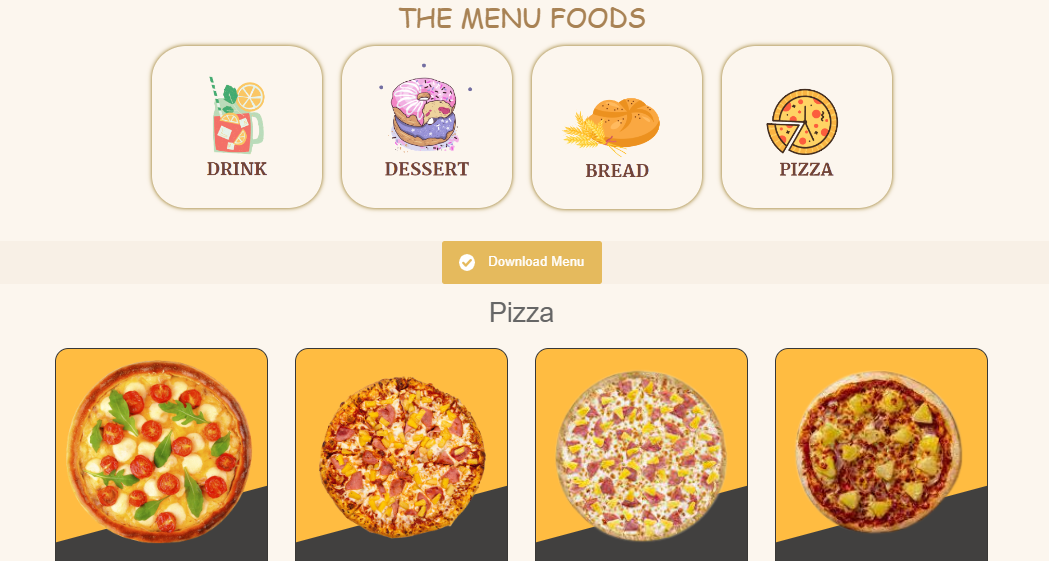 THE MENU FOODS
DRINK
DESSERT
BREAD
PIZZA
Download Menu
Pizza